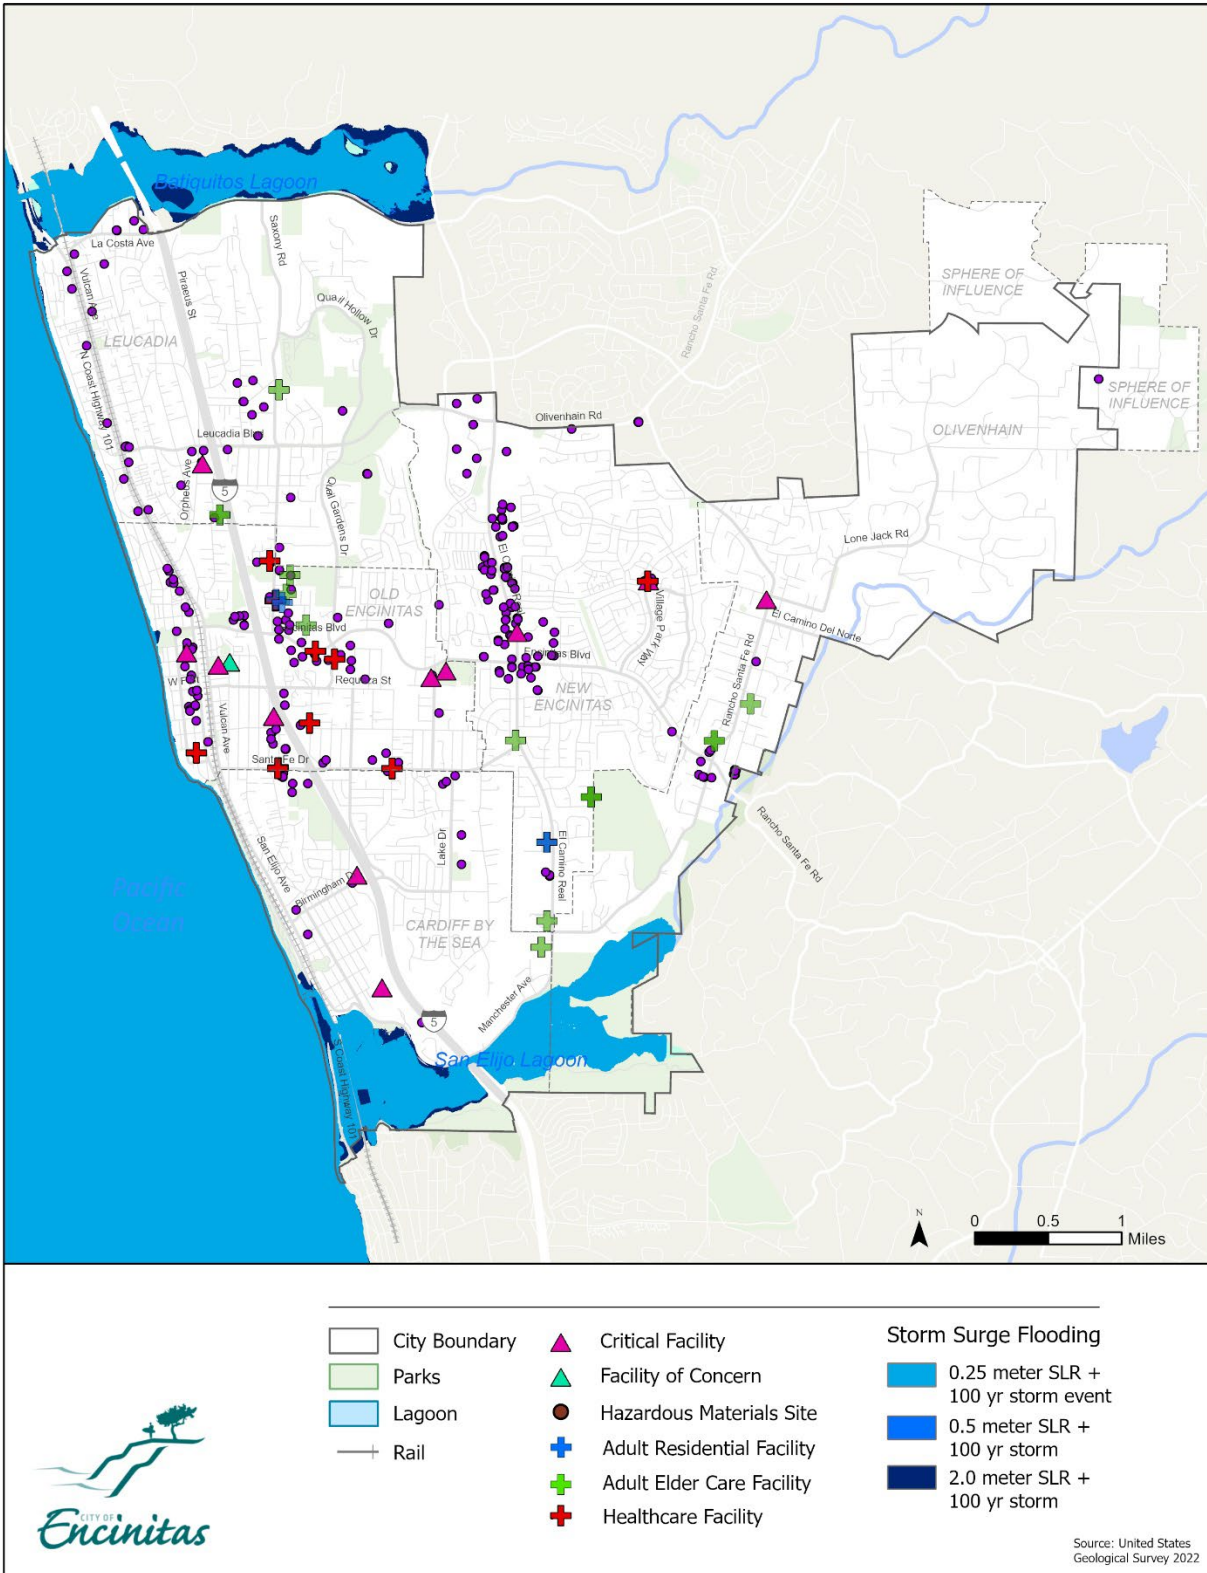 Batiquitos Lagoon
La Costa Ave
Saxony Rd
Piraeus St
Vulcan Ave
Quail Hollow Dr
LEUCADIA
N Coast Highway 101
Rancho Santa Fe Rd
SPHERE OF
INFLUENCE
SPHERE OF
INFLUENCE
Olivenhain Rd
OLIVENHAIN
Leucadia Blvd
Orpheus Ave
5
Quail Gardens Dr
Lone Jack Rd
OLD
ENCINITAS
Village Park Way
El Camino Del Norte
Encinitas Blvd
Requeza St
NEW
ENCINITAS
Rancho Santa Fe Rd
Vulcan Ave
Santa Fe Dr
San Elijo Ave
Lake Dr
El Camino Real
Rancho Santa Fe Rd
Birmingham Dr
Pacific
Ocean
CARDIFF BY
THE SEA
Manchester Ave
5
San Elijo Lagoon
S Coast Highway 101
N
0 0.5 1
Miles
City Boundary
Parks
Lagoon
Rail
Critical Facility
Facility of Concern
Hazardous Materials Site
Adult Residential Facility
Adult Elder Care Facility
Healthcare Facility
Storm Surge Flooding
0.25 meter SLR +
100 yr storm event
0.5 meter SLR +
100 yr storm
2.0 meter SLR +
100 yr storm
CITY OF
Encinitas
Source: United States
Geological Survey 2022